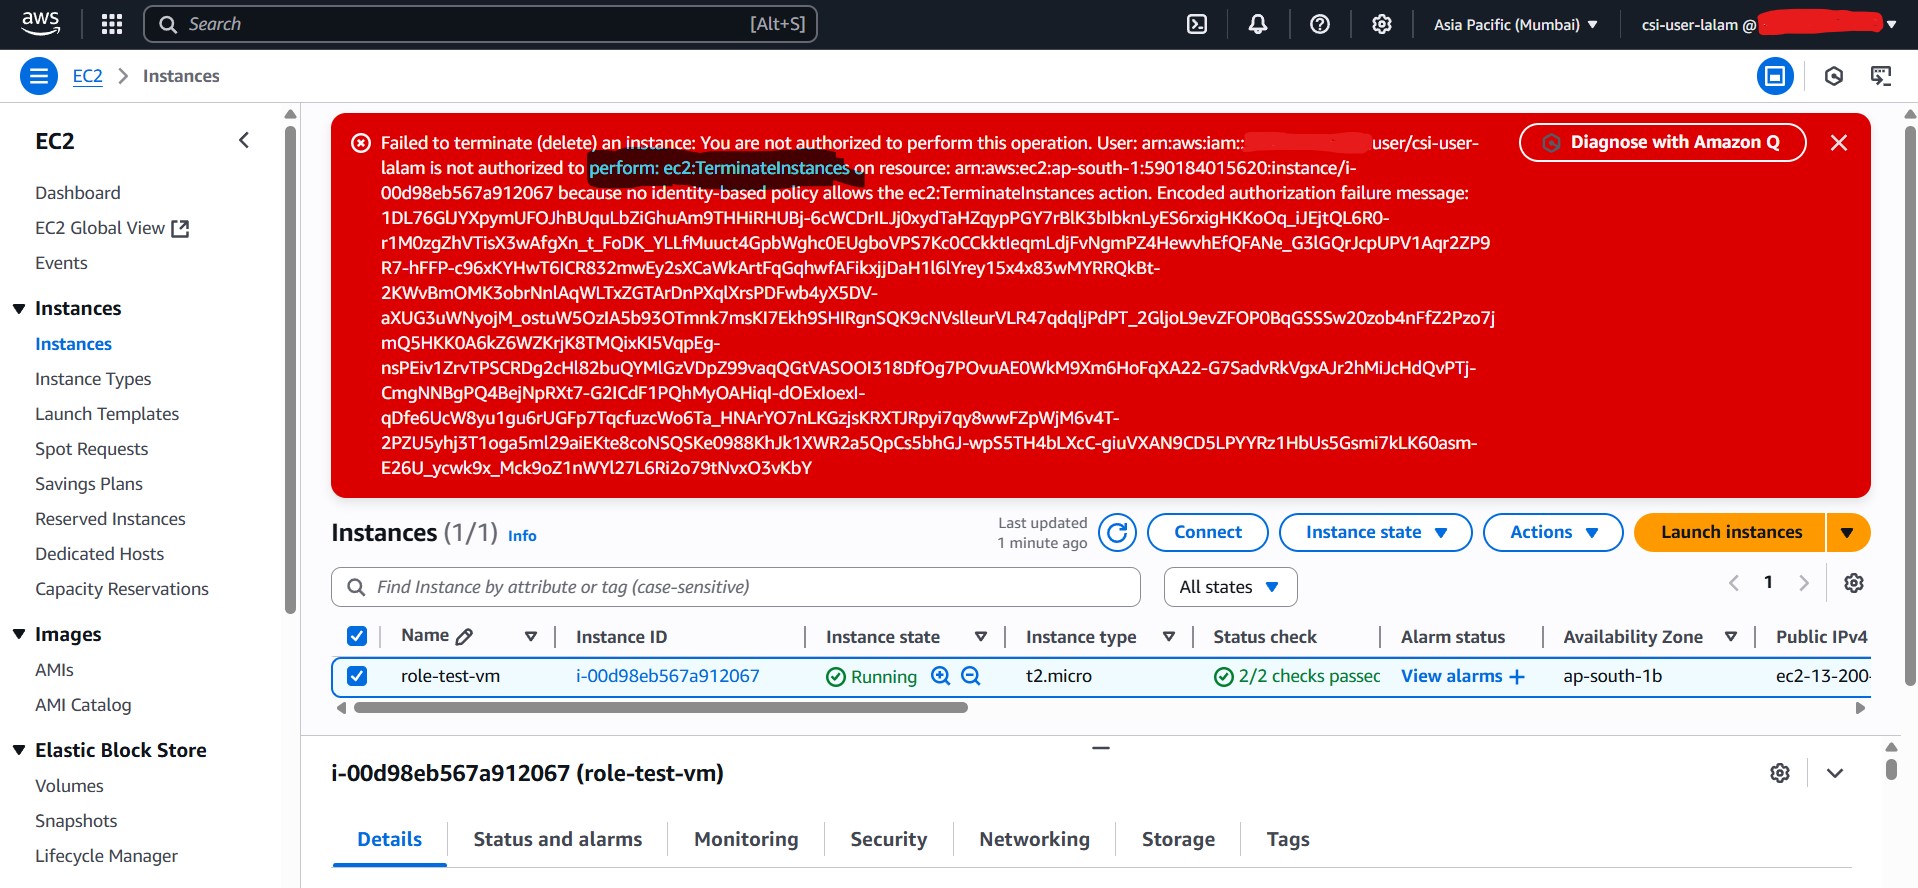 aws
Search [Alt+S]
Asia Pacific (Mumbai)
csi-user-lalam @
EC2 Instances
EC2
Dashboard
EC2 Global View
Events
Instances
Instances
Instance Types
Launch Templates
Spot Requests
Savings Plans
Reserved Instances
Dedicated Hosts
Capacity Reservations
Images
AMIs
AMI Catalog
Elastic Block Store
Volumes
Snapshots
Lifecycle Manager
Failed to terminate (delete) an instance: You are not authorized to perform this operation. User: arn:aws:iam:: user/csi-user-
lalam is not authorized to perform: ec2:TerminateInstances on resource: arn:aws:ec2:ap-south-1:590184015620:instance/i-
00d98eb567a912067 because no identity-based policy allows the ec2:TerminateInstances action. Encoded authorization failure message:
1DL76GlJYXpymUFOJhBUquLbZiGhuAm9THHiRHUBj-6cWCDrILJj0xydTaHZqypPGY7rBlK3bIbknLyES6rxigHKKoOq_iJEjtQL6R0-
r1M0zgZhVTisX3wAfgXn_t_FoDK_YLLfMuuct4GpbWghc0EUgboVPS7Kc0CCkktIeqmLdjFvNgmPZ4HewvhEfQFANe_G3lGQrJcpUPV1Aqr2ZP9
R7-hFFP-c96xKYHwT6ICR832mwEy2sXCaWkArtFqGqhwfAFikxjjDaH1l6lYrey15x4x83wMYRRQkBt-
2KWvBmOMK3obrNnlAqWLTxZGTArDnPXqlXrsPDFwb4yX5DV-
aXUG3uWNyojM_ostuW5OzIA5b93OTmnk7msKI7Ekh9SHIRgnSQK9cNVslleurVLR47qdqljPdPT_2GljoL9evZFOP0BqGSSSw20zob4nFfZ2Pzo7j
mQ5HKK0A6kZ6WZKrjK8TMQixKI5VqpEg-
nsPEiv1ZrvTPSCRDg2cHl82buQYMlGzVDpZ99vaqQGtVASOOI318DfOg7POvuAE0WkM9Xm6HoFqXA22-G7SadvRkVgxAJr2hMiJcHdQvPTj-
CmgNNBgPQ4BejNpRXt7-G2ICdF1PQhMyOAHiqI-dOExIoexI-
qDfe6UcW8yu1gu6rUGFp7TqcfuzcWo6Ta_HNArYO7nLKGzjsKRXTJRpyi7qy8wwFZpWjM6v4T-
2PZU5yhj3T1oga5ml29aiEKte8coNSQSKe0988KhJk1XWR2a5QpCs5bhGJ-wpS5TH4bLXcC-giuVXAN9CD5LPYYRz1HbUs5Gsmi7kLK60asm-
E26U_ycwk9x_Mck9oZ1nWYl27L6Ri2o79tNvxO3vKbY
Diagnose with Amazon Q
Instances (1/1) Info
Last updated
1 minute ago
Connect
Instance state
Actions
Launch instances
Find Instance by attribute or tag (case-sensitive)
All states
1
Name Instance ID Instance state Instance type Status check Alarm status Availability Zone Public IPv4
role-test-vm i-00d98eb567a912067 Running t2.micro 2/2 checks passec View alarms + ap-south-1b ec2-13-200-
i-00d98eb567a912067 (role-test-vm)
Details Status and alarms Monitoring Security Networking Storage Tags